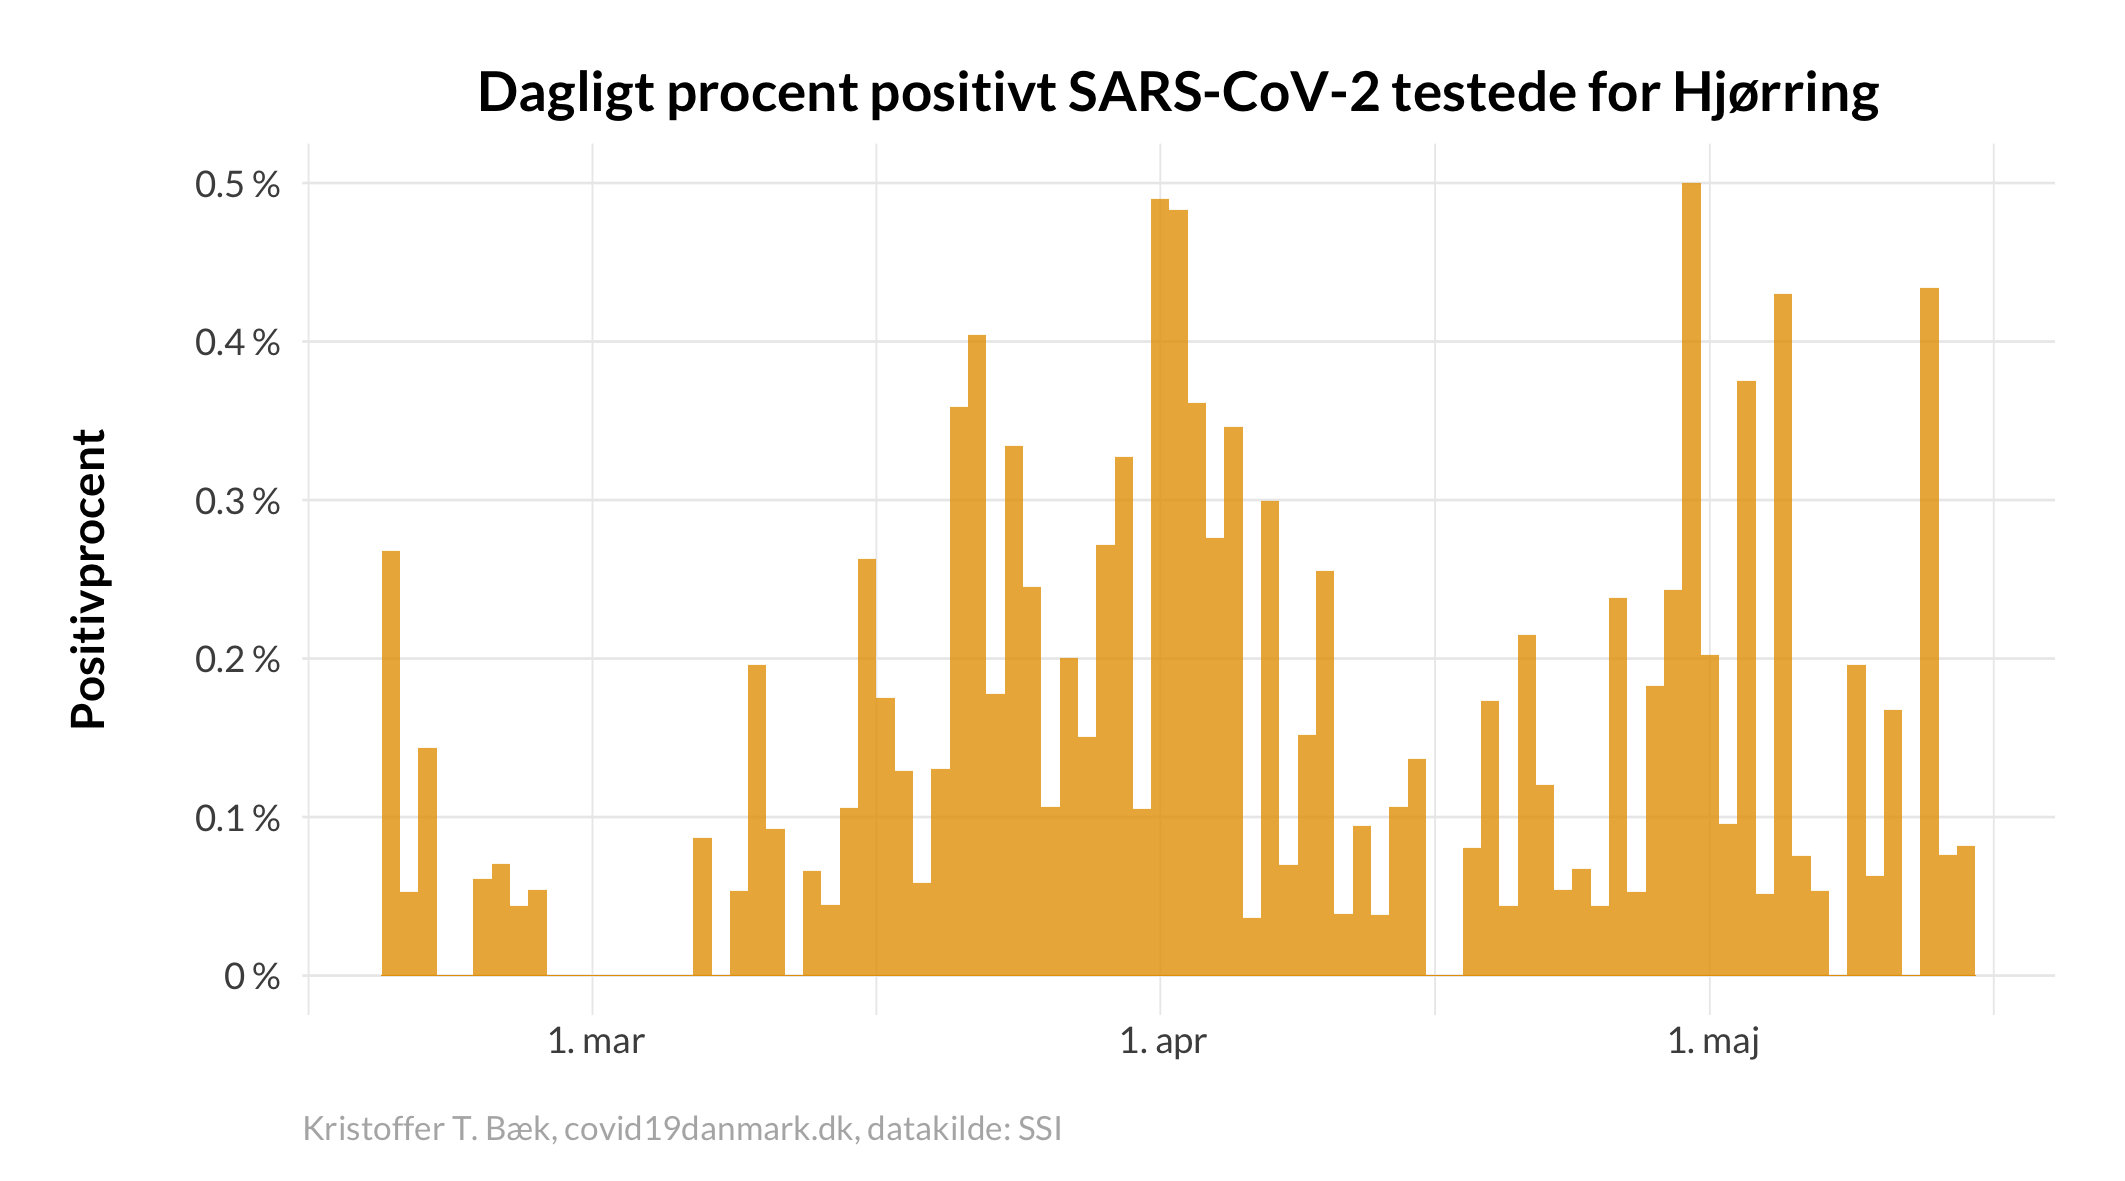 Dagligt procent positivt SARS-CoV-2 testede for Hjørring
Positivprocent
0.5 %
0.4 %
0.3 %
0.2 %
0.1 %
0 %
1. mar
1. apr
1. maj
Kristoffer T. Bæk, covid19danmark.dk, datakilde: SSI